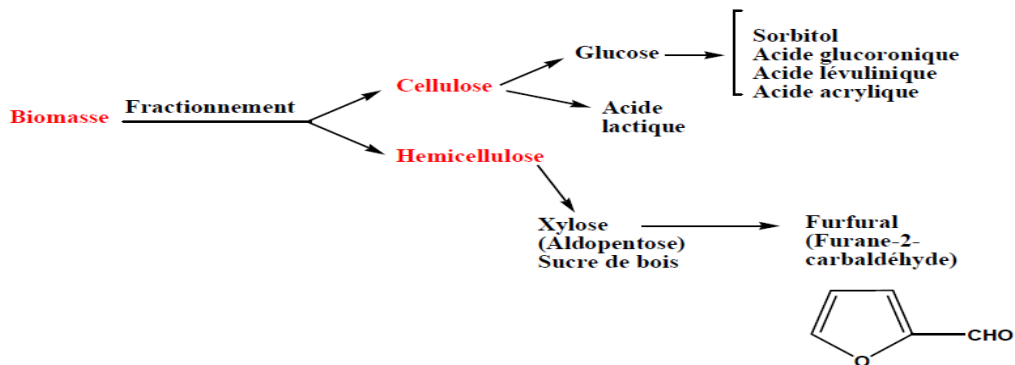 Biomasse
Fractionnement
Cellulose
Glucose
Sorbitol
Acide glucoronique
Acide lévulinique
Acide acrylique
Acide
lactique
Hemicellulose
Xylose
(Aldopentose)
Sucre de bois
Furfural
(Furane-2-
carbaldéhyde)
CHO
O